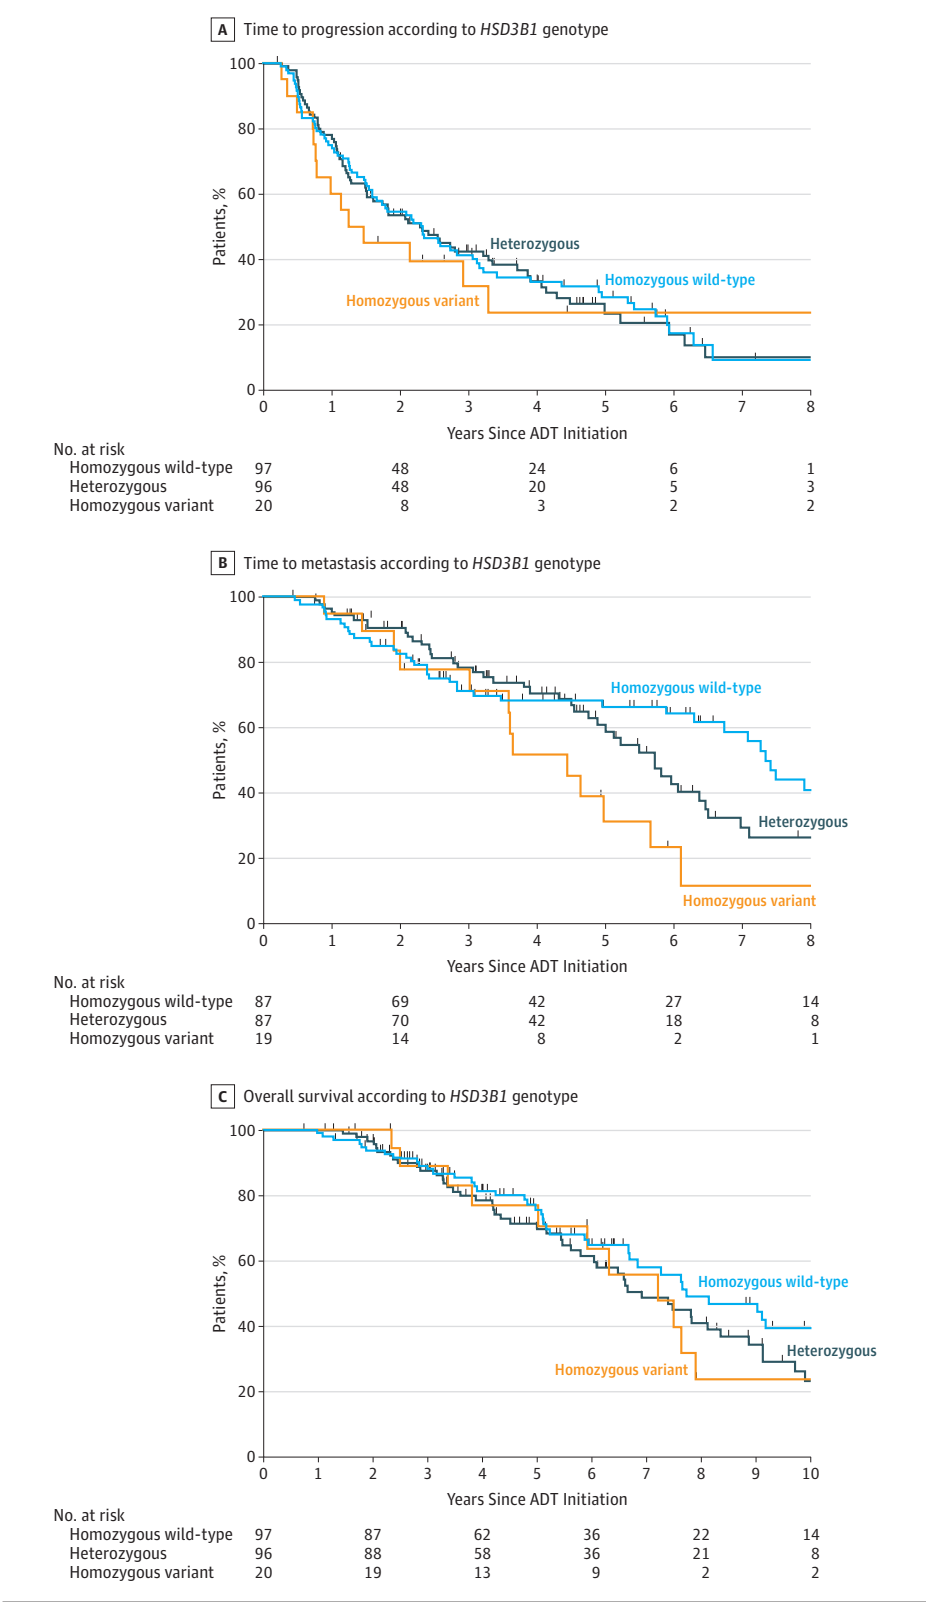 A Time to progression according to HSD3B1 genotype
100
80
60
40
20
0
Patients, %
Heterozygous
Homozygous wild-type
Homozygous variant
0 1 2 3 4 5 6 7 8
Years Since ADT Initiation
No. at risk
Homozygous wild-type 97 48 24 6 1
Heterozygous 96 48 20 5 3
Homozygous variant 20 8 3 2 2
B Time to metastasis according to HSD3B1 genotype
100
80
60
40
20
0
Patients, %
Homozygous wild-type
Heterozygous
Homozygous variant
0 1 2 3 4 5 6 7 8
Years Since ADT Initiation
No. at risk
Homozygous wild-type 87 69 42 27 14
Heterozygous 87 70 42 18 8
Homozygous variant 19 14 8 2 1
C Overall survival according to HSD3B1 genotype
100
80
60
40
20
0
Patients, %
Homozygous wild-type
Heterozygous
Homozygous variant
0 1 2 3 4 5 6 7 8 9 10
Years Since ADT Initiation
No. at risk
Homozygous wild-type 97 87 62 36 22 14
Heterozygous 96 88 58 36 21 8
Homozygous variant 20 19 13 9 2 2